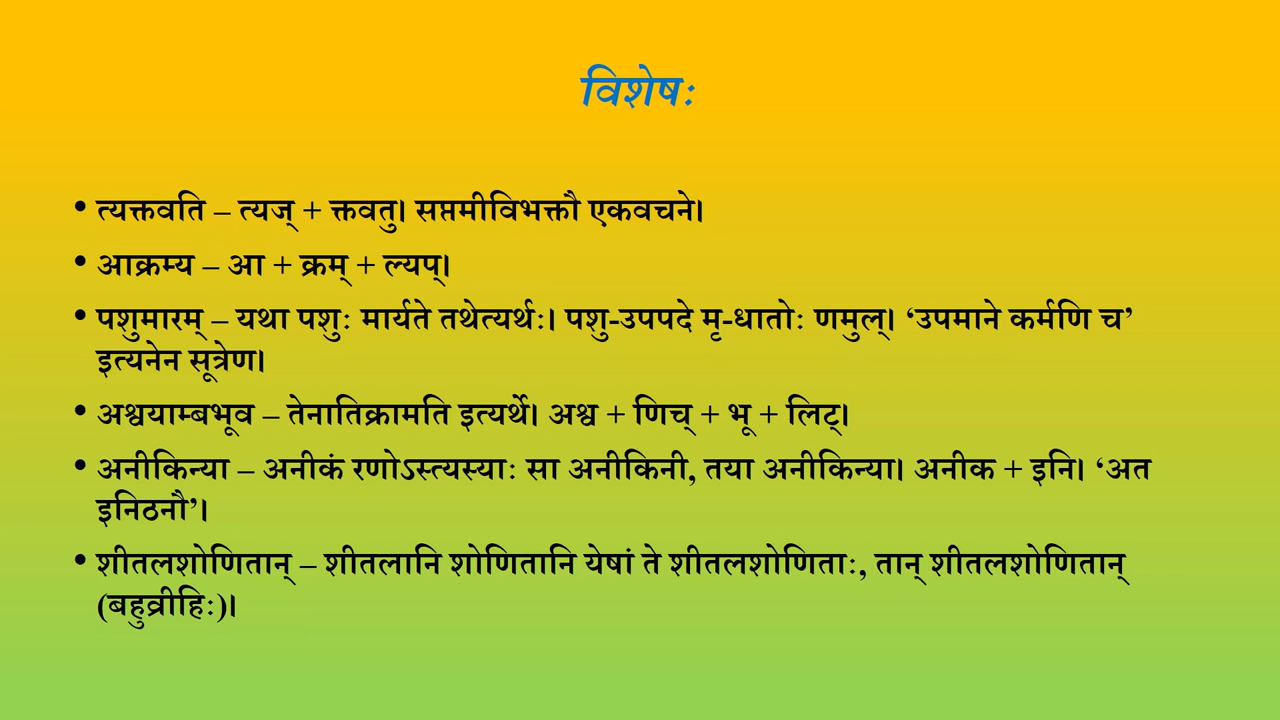 विशेषः
• त्यक्तवति – त्यज् + क्तवतु। सप्तमीविभक्तौ एकवचने।
• आक्रम्य – आ + क्रम् + ल्यप्।
• पशुमारम् – यथा पशुः मार्यते तथेत्यर्थः। पशु-उपपदे मृ-धातोः णमुल्। ‘उपमाने कर्मणि च’
इत्यनेन सूत्रेण।
• अश्वयाम्बभूव – तेनातिक्रामति इत्यर्थे। अश्व + णिच् + भू + लिट्।
• अनीकिन्या – अनीकं रणोऽस्त्यस्याः सा अनीकिनी, तया अनीकिन्या। अनीक + इनि। ‘अत
इनिठनौ’।
• शीतलशोणितान् – शीतलानि शोणितानि येषां ते शीतलशोणिताः, तान् शीतलशोणितान्
(बहुव्रीहिः)।